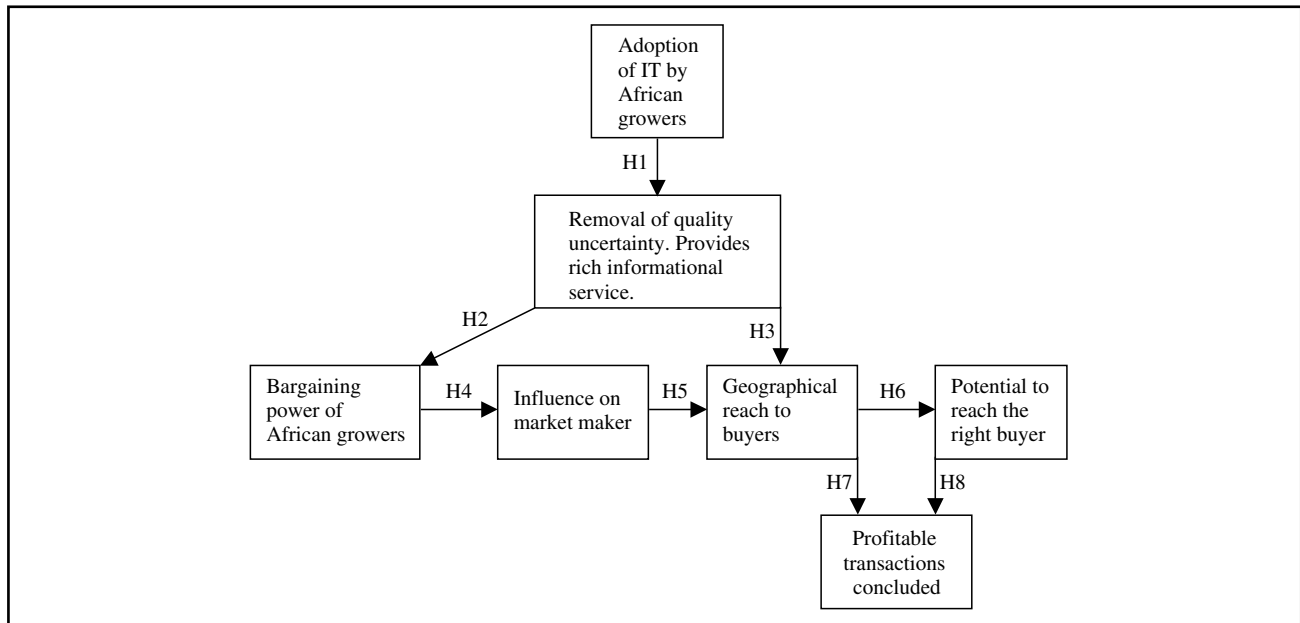 Adoption
of IT by
African
growers
H1
Removal of quality
uncertainty. Provides
rich informational
service.
H2
H3
Bargaining
power of
African growers
H4
Influence on
market maker
H5
Geographical
reach to
buyers
H6
Potential to
reach the
right buyer
H7
H8
Profitable
transactions
concluded